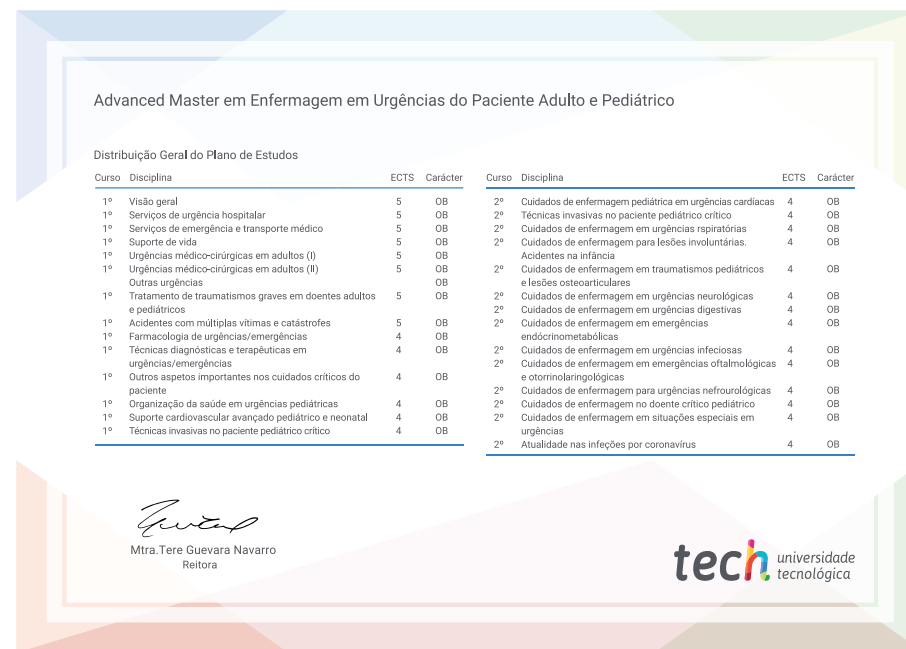 Advanced Master em Enfermagem em Urgências do Paciente Adulto e Pediátrico
Distribuição Geral do Plano de Estudos
Curso Disciplina ECTS Carácter
1º Visão geral 5 OB
1º Serviços de urgência hospitalar 5 OB
1º Serviços de emergência e transporte médico 5 OB
1º Suporte de vida 5 OB
1º Urgências médico-cirúrgicas em adultos (I) 5 OB
1º Urgências médico-cirúrgicas em adultos (II) 5 OB
Outras urgências OB
1º Tratamento de traumatismos graves em doentes adultos 5 OB
e pediátricos
1º Acidentes com múltiplas vítimas e catástrofes 5 OB
1º Farmacologia de urgências/emergências 4 OB
1º Técnicas diagnósticas e terapêuticas em 4 OB
urgências/emergências
1º Outros aspetos importantes nos cuidados críticos do 4 OB
paciente
1º Organização da saúde em urgências pediátricas 4 OB
1º Suporte cardiovascular avançado pediátrico e neonatal 4 OB
1º Técnicas invasivas no paciente pediátrico crítico 4 OB
Curso Disciplina ECTS Carácter
2º Cuidados de enfermagem pediátrica em urgências cardíacas 4 OB
2º Técnicas invasivas no paciente pediátrico crítico 4 OB
2º Cuidados de enfermagem em urgências rspiratórias 4 OB
2º Cuidados de enfermagem para lesões involuntárias. 4 OB
Acidentes na infância
2º Cuidados de enfermagem em traumatismos pediátricos 4 OB
e lesões osteoarticulares
2º Cuidados de enfermagem em urgências neurológicas 4 OB
2º Cuidados de enfermagem em urgências digestivas 4 OB
2º Cuidados de enfermagem em emergências 4 OB
endócrinometabólicas
2º Cuidados de enfermagem em urgências infeciosas 4 OB
2º Cuidados de enfermagem em emergências oftalmológicas 4 OB
e otorrinolaringológicas
2º Cuidados de enfermagem para urgências nefrourológicas 4 OB
2º Cuidados de enfermagem no doente crítico pediátrico 4 OB
2º Cuidados de enfermagem em situações especiais em 4 OB
urgências
2º Atualidade nas infeções por coronavírus 4 OB
Mtra.Tere Guevara Navarro
Reitora
tech universidade
tecnológica